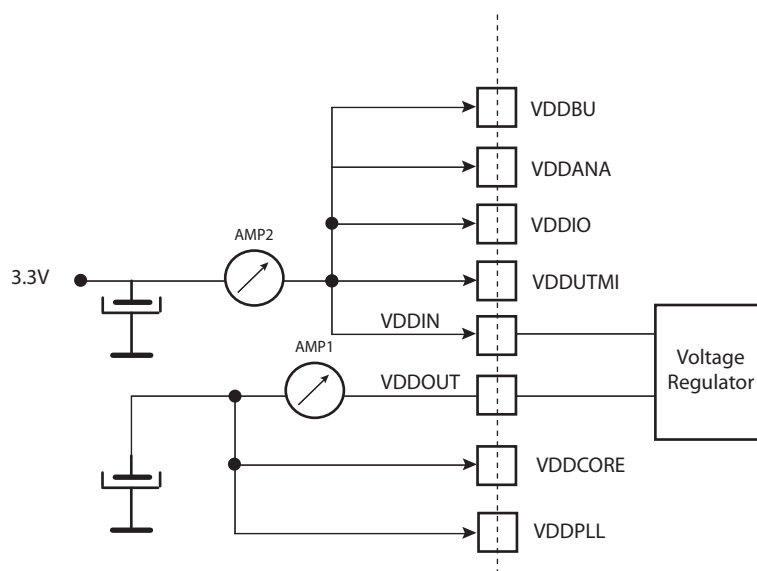 VDDBU
VDDANA
VDDIO
AMP2
3.3V
VDDUTMI
VDDIN
AMP1
VDDOUT
Voltage
Regulator
VDDCORE
VDDPLL